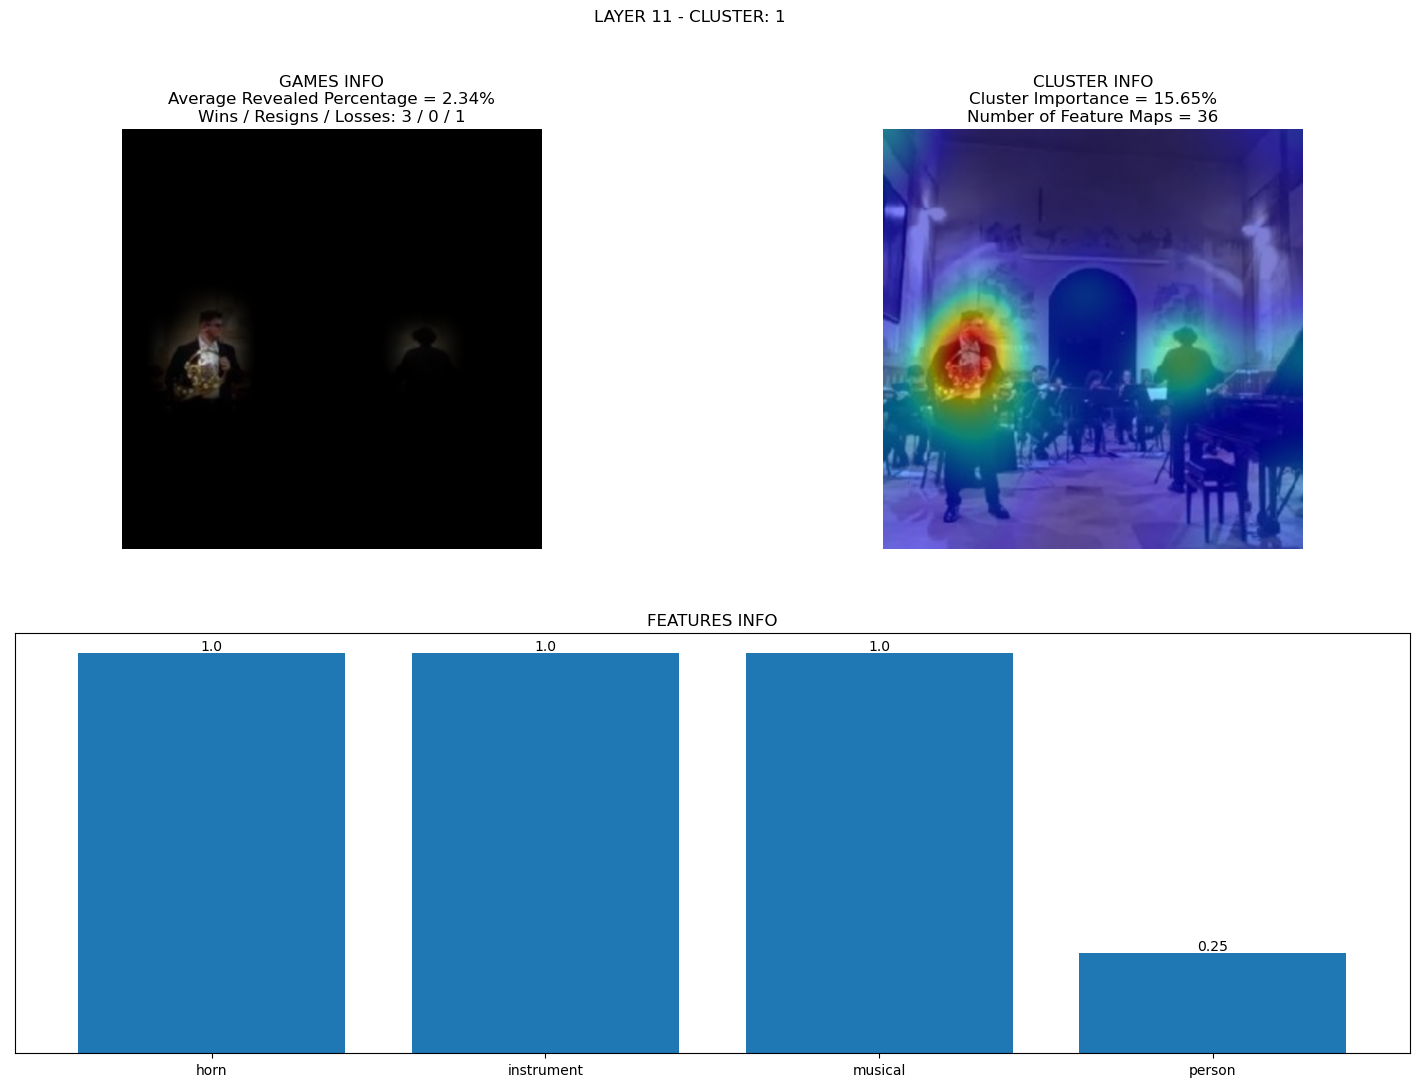 LAYER 11 - CLUSTER: 1
GAMES INFO
Average Revealed Percentage = 2.34%
Wins / Resigns / Losses: 3 / 0 / 1
CLUSTER INFO
Cluster Importance = 15.65%
Number of Feature Maps = 36
FEATURES INFO
1.0
1.0
1.0
0.25
horn
instrument
musical
person